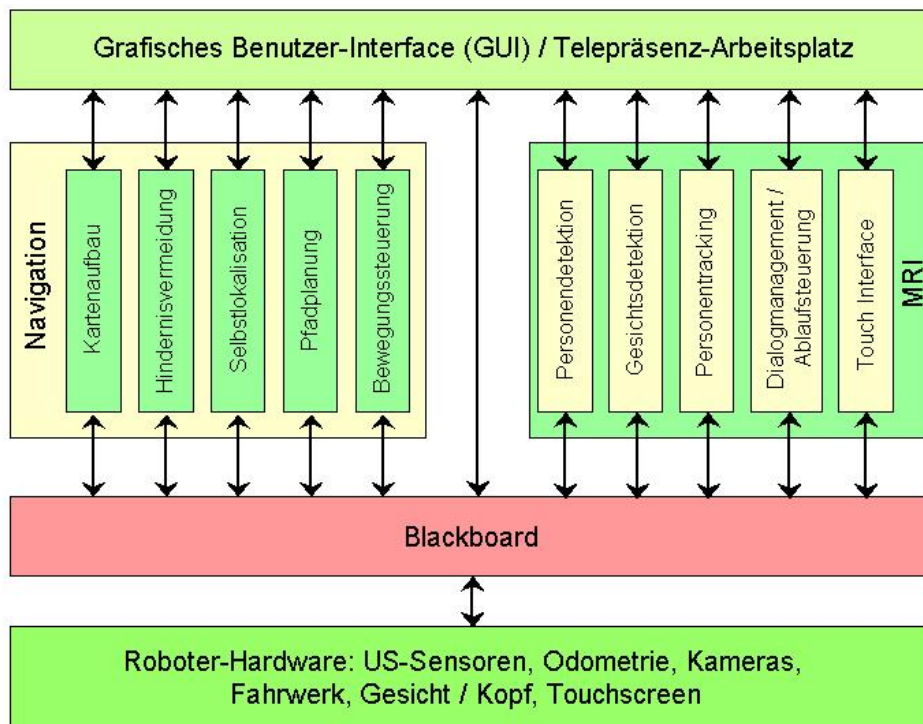 Grafisches Benutzer-Interface (GUI) / Telepräsenz-Arbeitsplatz
Navigation
Kartenaufbau
Hindernisvermeidung
Selbstlokalisation
Pfadplanung
Bewegungssteuerung
Personendetektion
Gesichtsdetektion
Personentracking
Dialogmanagement /
Ablaufsteuerung
Touch Interface
MRI
Blackboard
Roboter-Hardware: US-Sensoren, Odometrie, Kameras,
Fahrwerk, Gesicht / Kopf, Touchscreen